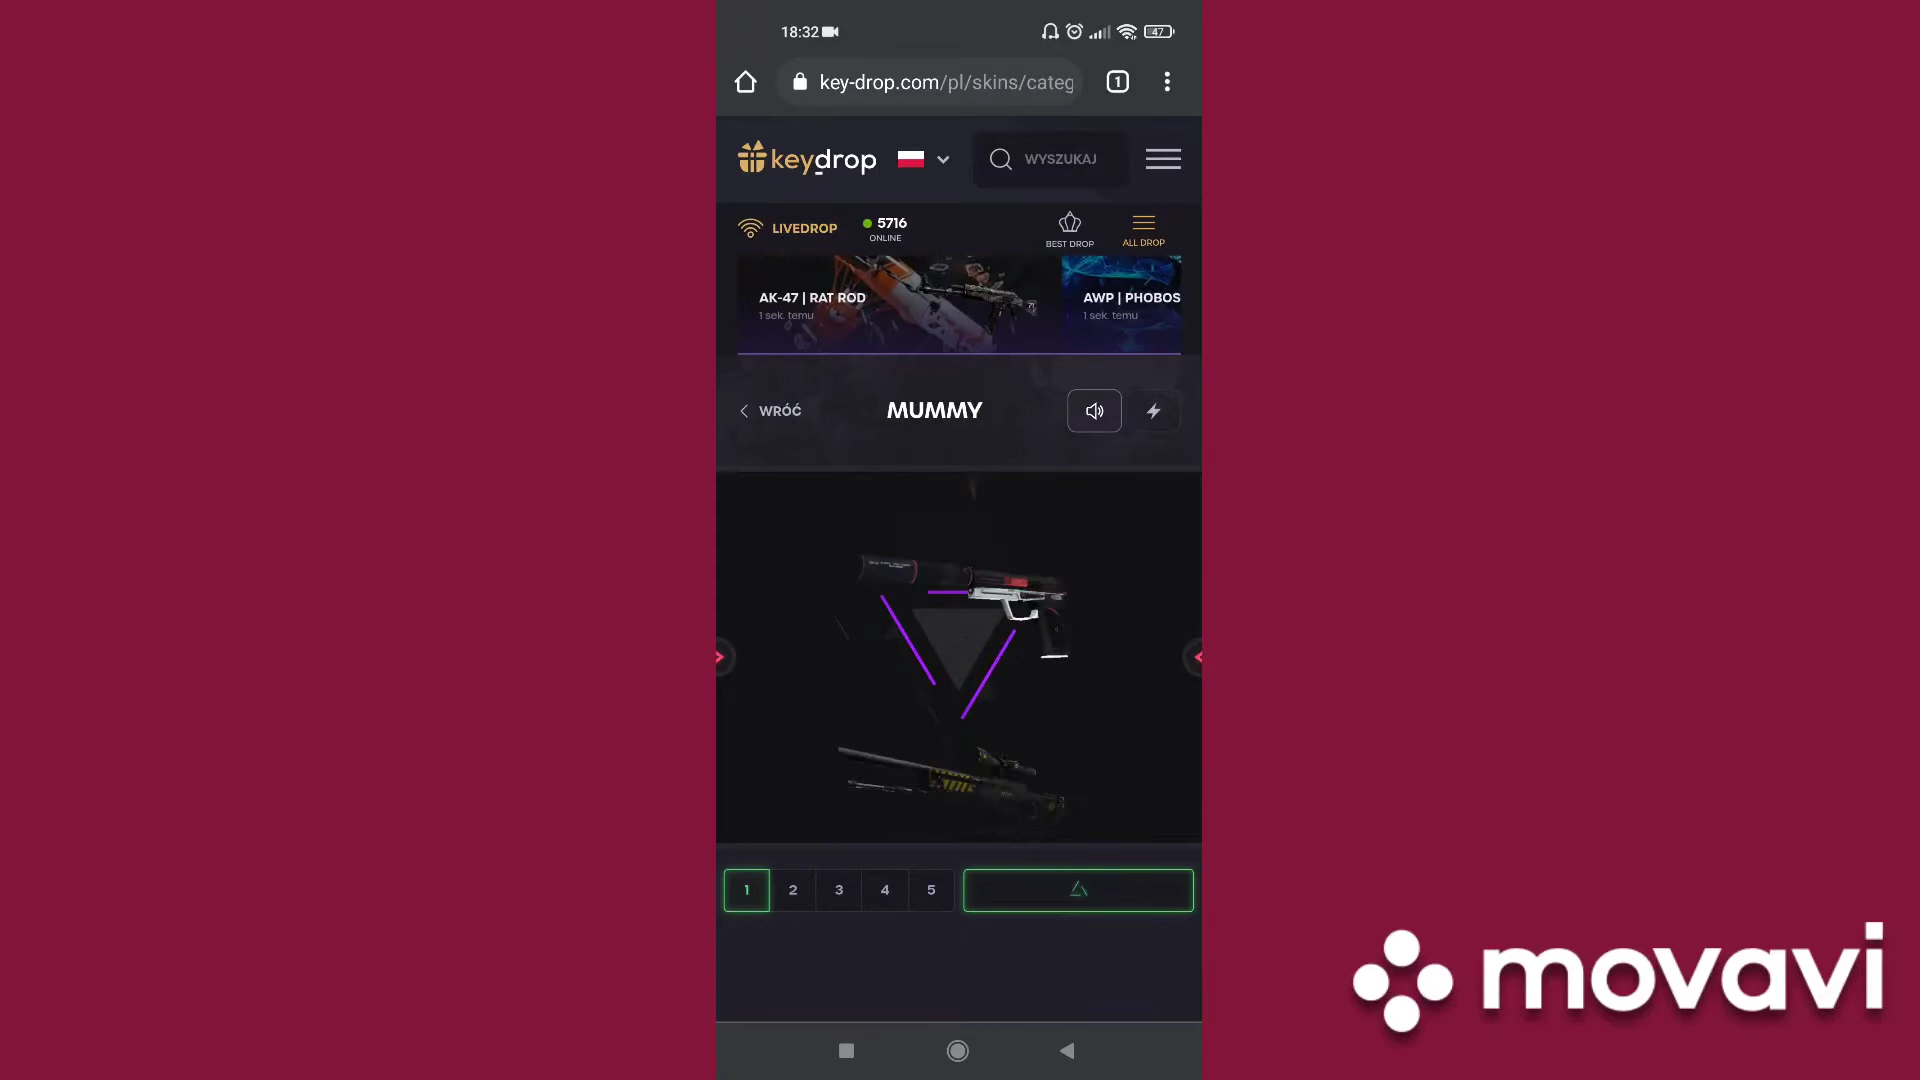 18:32
47
key-drop.com/pl/skins/categ
1
keydrop
WYSZUKAJ
LIVEDROP
5716
ONLINE
BEST DROP
ALL DROP
AK-47 | RAT ROD
1 sek. temu
AWP | PHOBOS
1 sek. temu
WRÓĆ
MUMMY
1 2 3 4 5
movavi